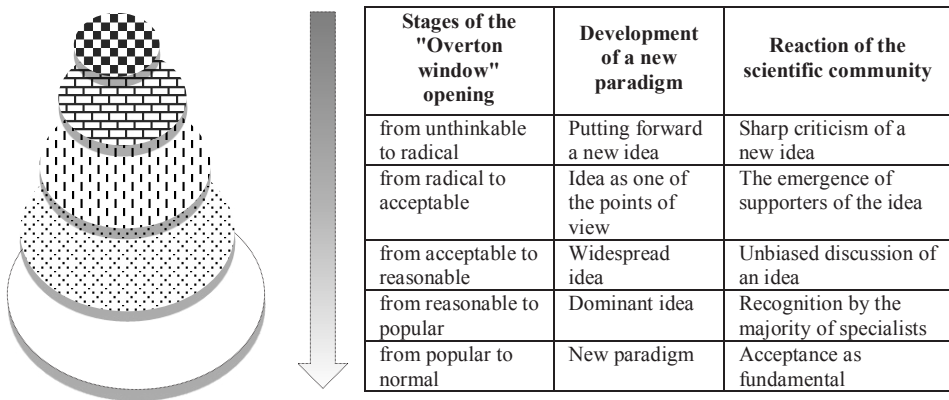 Stages of the
"Overton
window"
opening
Development
of a new
paradigm
Reaction of the
scientific community
from unthinkable
to radical
Putting forward
a new idea
Sharp criticism of a
new idea
from radical to
acceptable
Idea as one of
the points of
view
The emergence of
supporters of the idea
from acceptable to
reasonable
Widespread
idea
Unbiased discussion of
an idea
from reasonable to
popular
Dominant idea
Recognition by the
majority of specialists
from popular to
normal
New paradigm
Acceptance as
fundamental